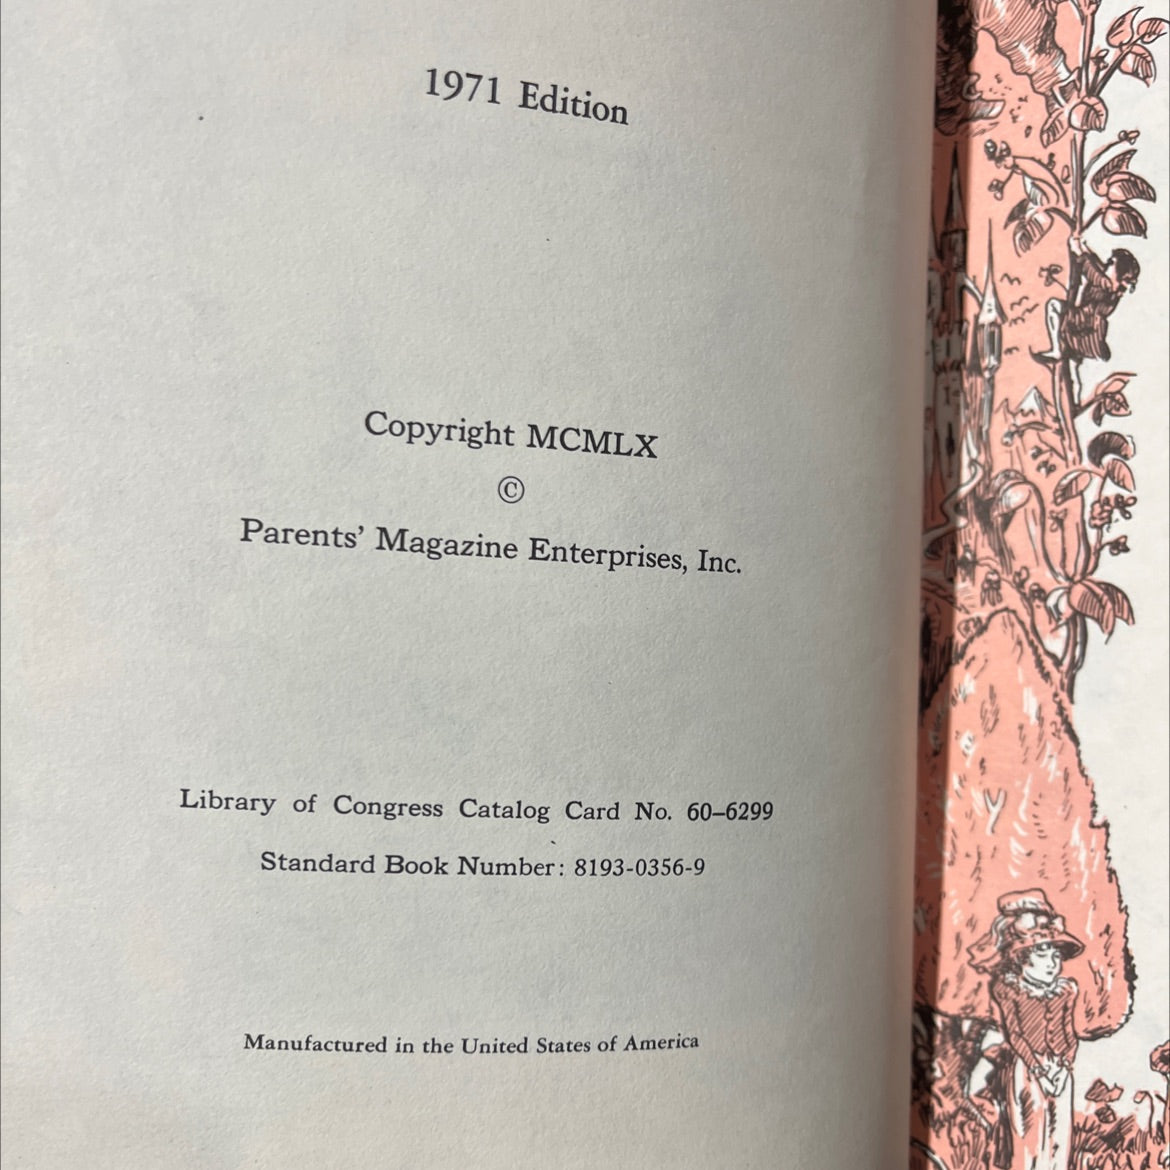 1971 Edition
Copyright MCMLX
©
Parents' Magazine Enterprises, Inc.
Library of Congress Catalog Card No. 60–6299
Standard Book Number: 8193-0356-9
Manufactured in the United States of America